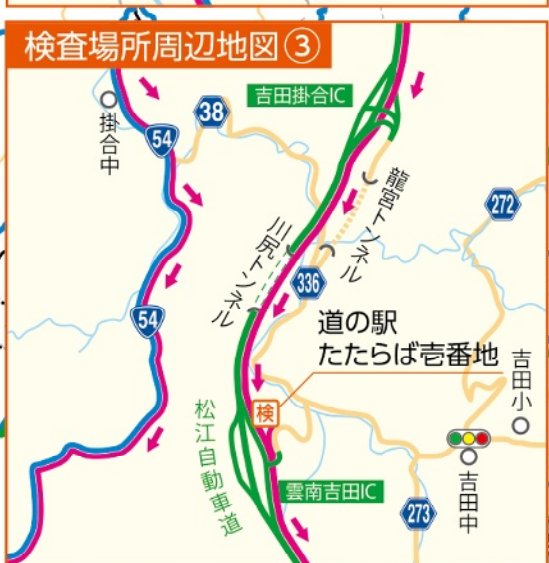 検査場所周辺地図③
吉田掛合IC
38
掛合中
54
龍宮トンネル
272
川尻トンネル
336
54
道の駅
たたらば壱番地
吉田小
検
松江自動車道
吉田中
雲南吉田IC
273